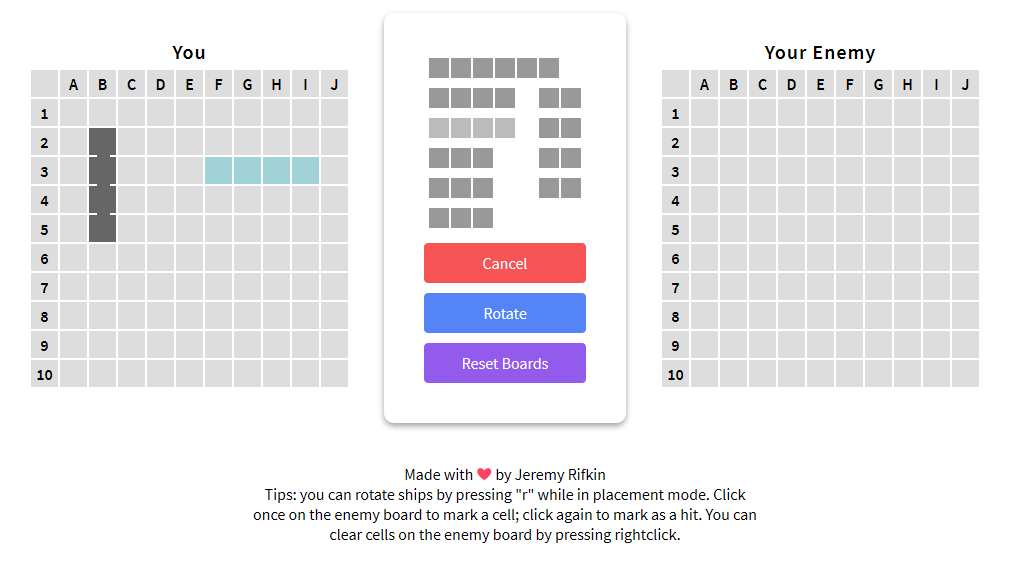 You
A B C D E F G H I J
1
2
3
4
5
6
7
8
9
10
Cancel
Rotate
Reset Boards
Your Enemy
A B C D E F G H I J
1
2
3
4
5
6
7
8
9
10
Made with ❤ by Jeremy Rifkin
Tips: you can rotate ships by pressing "r" while in placement mode. Click
once on the enemy board to mark a cell; click again to mark as a hit. You can
clear cells on the enemy board by pressing rightclick.